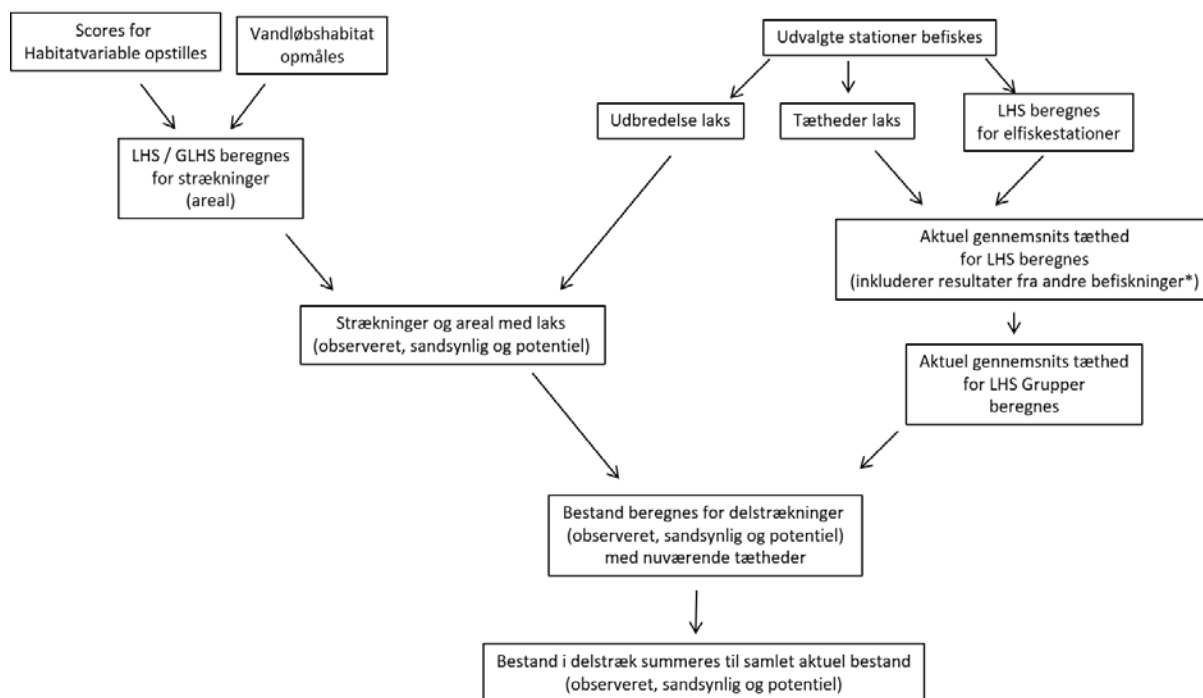 Scores for
Habitatvariable opstilles
Vandløbshabitat
opmåles
Udvalgte stationer befiskes
Udbredelse laks
Tætheder laks
LHS beregnes
for elfiskestationer
LHS / GLHS beregnes
for strækninger
(areal)
Aktuel gennemsnits tæthed
for LHS beregnes
(inkluderer resultater fra andre befiskninger*)
Strækninger og areal med laks
(observeret, sandsynlig og potentiel)
Aktuel gennemsnits tæthed
for LHS Grupper
beregnes
Bestand beregnes for delstrækninger
(observeret, sandsynlig og potentiel)
med nuværende tætheder
Bestand i delstræk summeres til samlet aktuel bestand
(observeret, sandsynlig og potentiel)